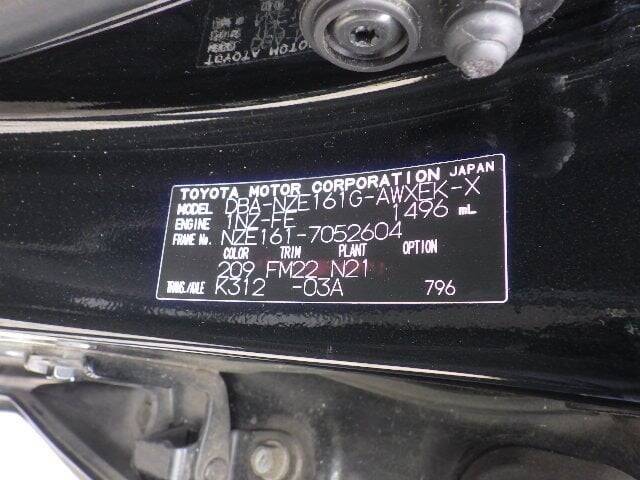 TOYOTA MOTOR CORPORATION JAPAN
MODEL DBA-NZE161G-AWXEK-X
ENGINE 1NZ-FE 1496 mL
FRAME No. NZE161-7052604
COLOR TRIM PLANT OPTION
209 FM22 N21
TRANS./AXLE K312 -03A 796